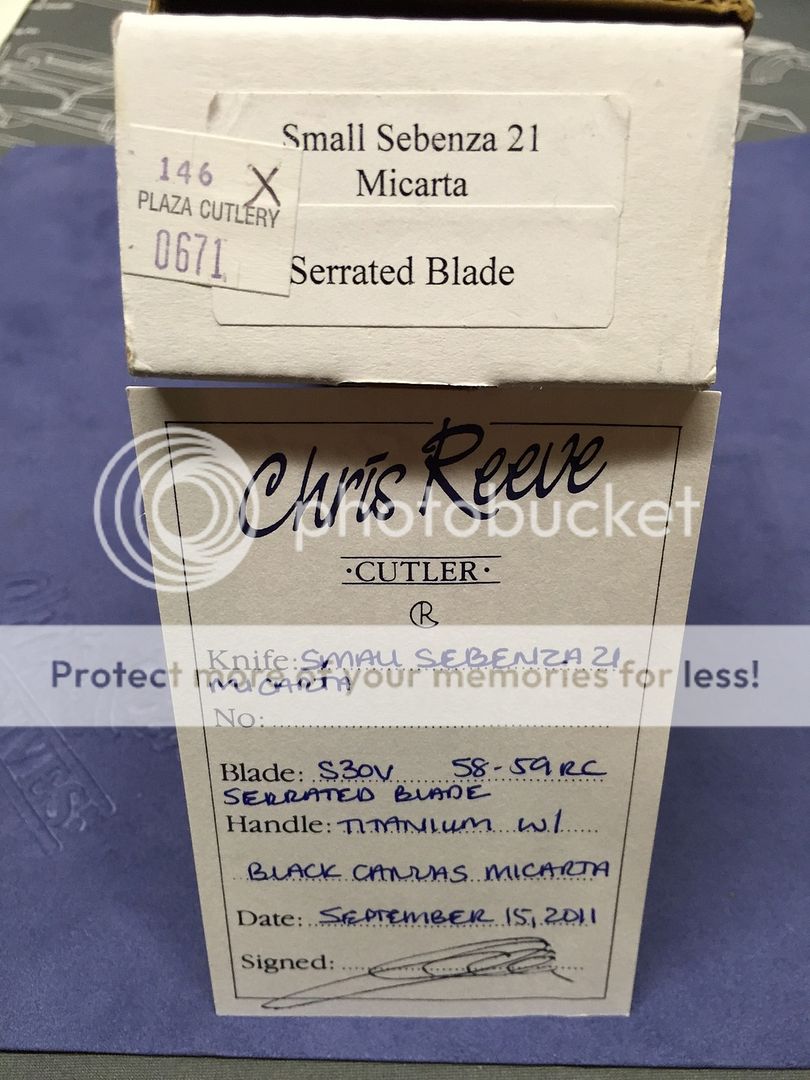 Small Sebenza 21
Micarta
Serrated Blade
146 X
PLAZA CUTLERY
0671
Chris Reeve
·CUTLER·
R
Knife: SMALL SEBENZA 21
MICARTA
No:
Blade: S30V 58-59 RC
SERRATED BLADE
Handle: TITANIUM W/
BLACK CANVAS MICARTA
Date: SEPTEMBER 15, 2011
Signed:
photobucket
Protect more of your memories for less!